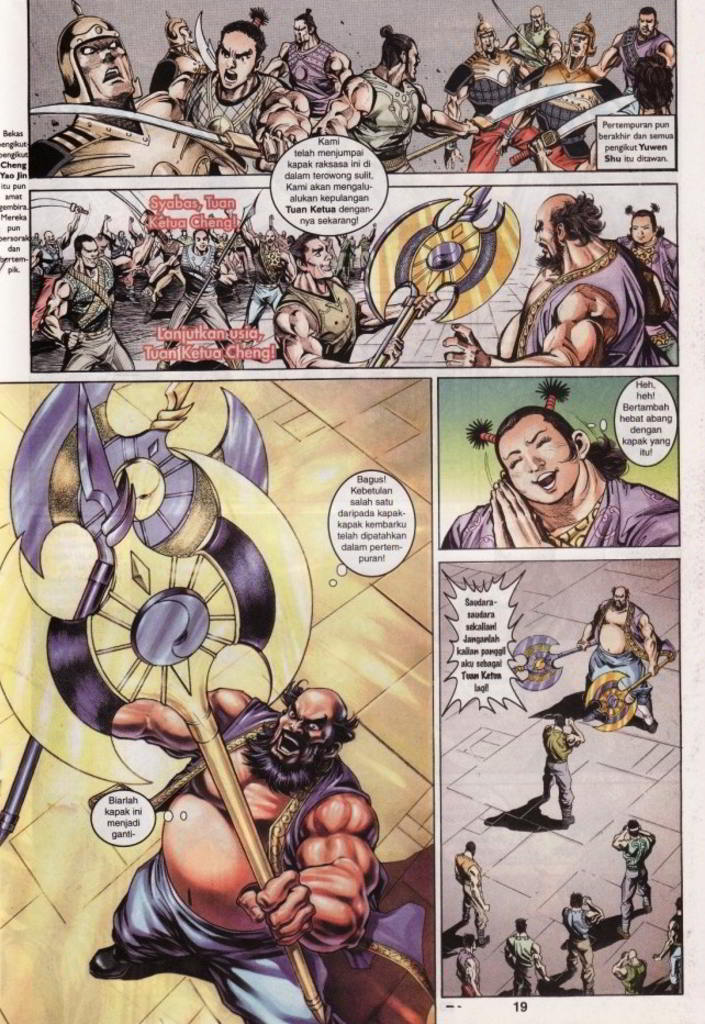 Pertempuran pun
berakhir dan semua
pengikut Yuwen
Shu itu ditawan.
Bekas
pengikut-
pengikut
Cheng
Yao Jin
itu pun
amat
gembira.
Mereka
pun
bersorak
dan
bertem-
pik.
Kami
telah menjumpai
kapak raksasa ini di
dalam terowong sulit.
Kami akan mengalu-
alukan kepulangan
Tuan Ketua dengan-
nya sekarang!
Syabas, Tuan
Ketua Cheng!
Lanjutkan usia,
Tuan Ketua Cheng!
Bagus!
Kebetulan
salah satu
daripada kapak-
kapak kembarku
telah dipatahkan
dalam pertem-
puran!
Biarlah
kapak ini
menjadi
ganti-
Heh,
heh!
Bertambah
hebat abang
dengan
kapak yang
itu!
Saudara-
saudara
sekalian!
Janganlah
kalian panggil
aku sebagai
Tuan Ketua
lagi!
19